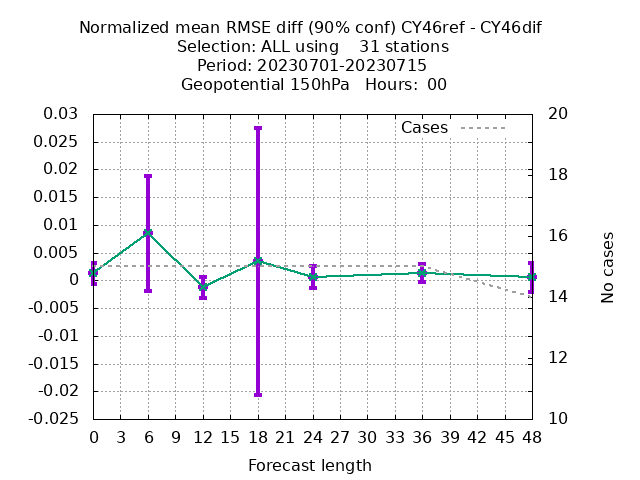 Normalized mean RMSE diff (90% conf) CY46ref - CY46dif
Selection: ALL using    31 stations
Period: 20230701-20230715
Geopotential 150hPa   Hours:  00
Cases
0.03
0.025
0.02
0.015
0.01
0.005
0
-0.005
-0.01
-0.015
-0.02
-0.025
20
18
16
14
12
10
No cases
0 3 6 9 12 15 18 21 24 27 30 33 36 39 42 45 48
Forecast length